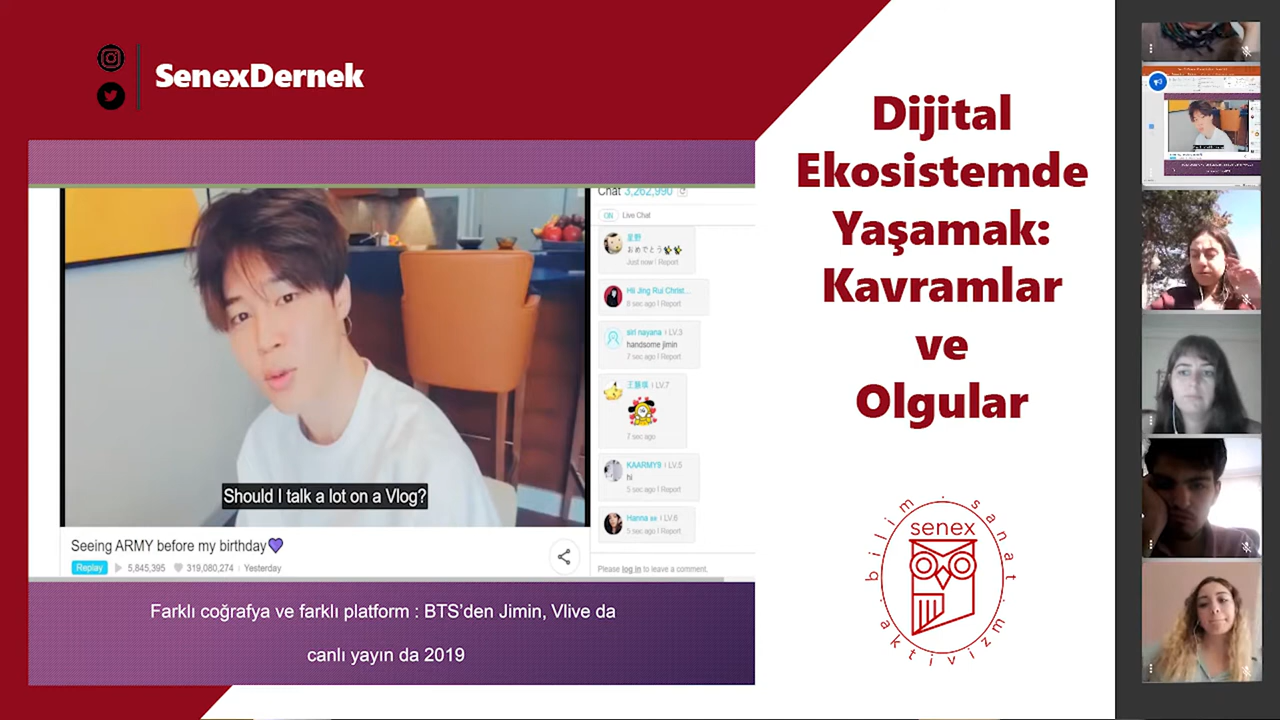 SenexDernek
Dijital
Ekosistemde
Yaşamak:
Kavramlar
ve
Olgular
Chat 3,262,990
ON Live Chat
星野
おめでとう
Just now | Report
Hii Jing Rui Christ...
6 sec ago | Report
siri nayana | LV.3
handsome jimin
7 sec ago | Report
LV.7
7 sec ago
KAARMY9 | LV.5
hi
5 sec ago | Report
Hanna | LV.6
5 sec ago | Report
Please log in to leave a comment.
Should I talk a lot on a Vlog?
Seeing ARMY before my birthday💜
Replay 5,845,395 319,080,274 Yesterday
Farklı coğrafya ve farklı platform : BTS'den Jimin, Vlive da
canlı yayın da 2019
senex
bilim . sanat . aktivizm